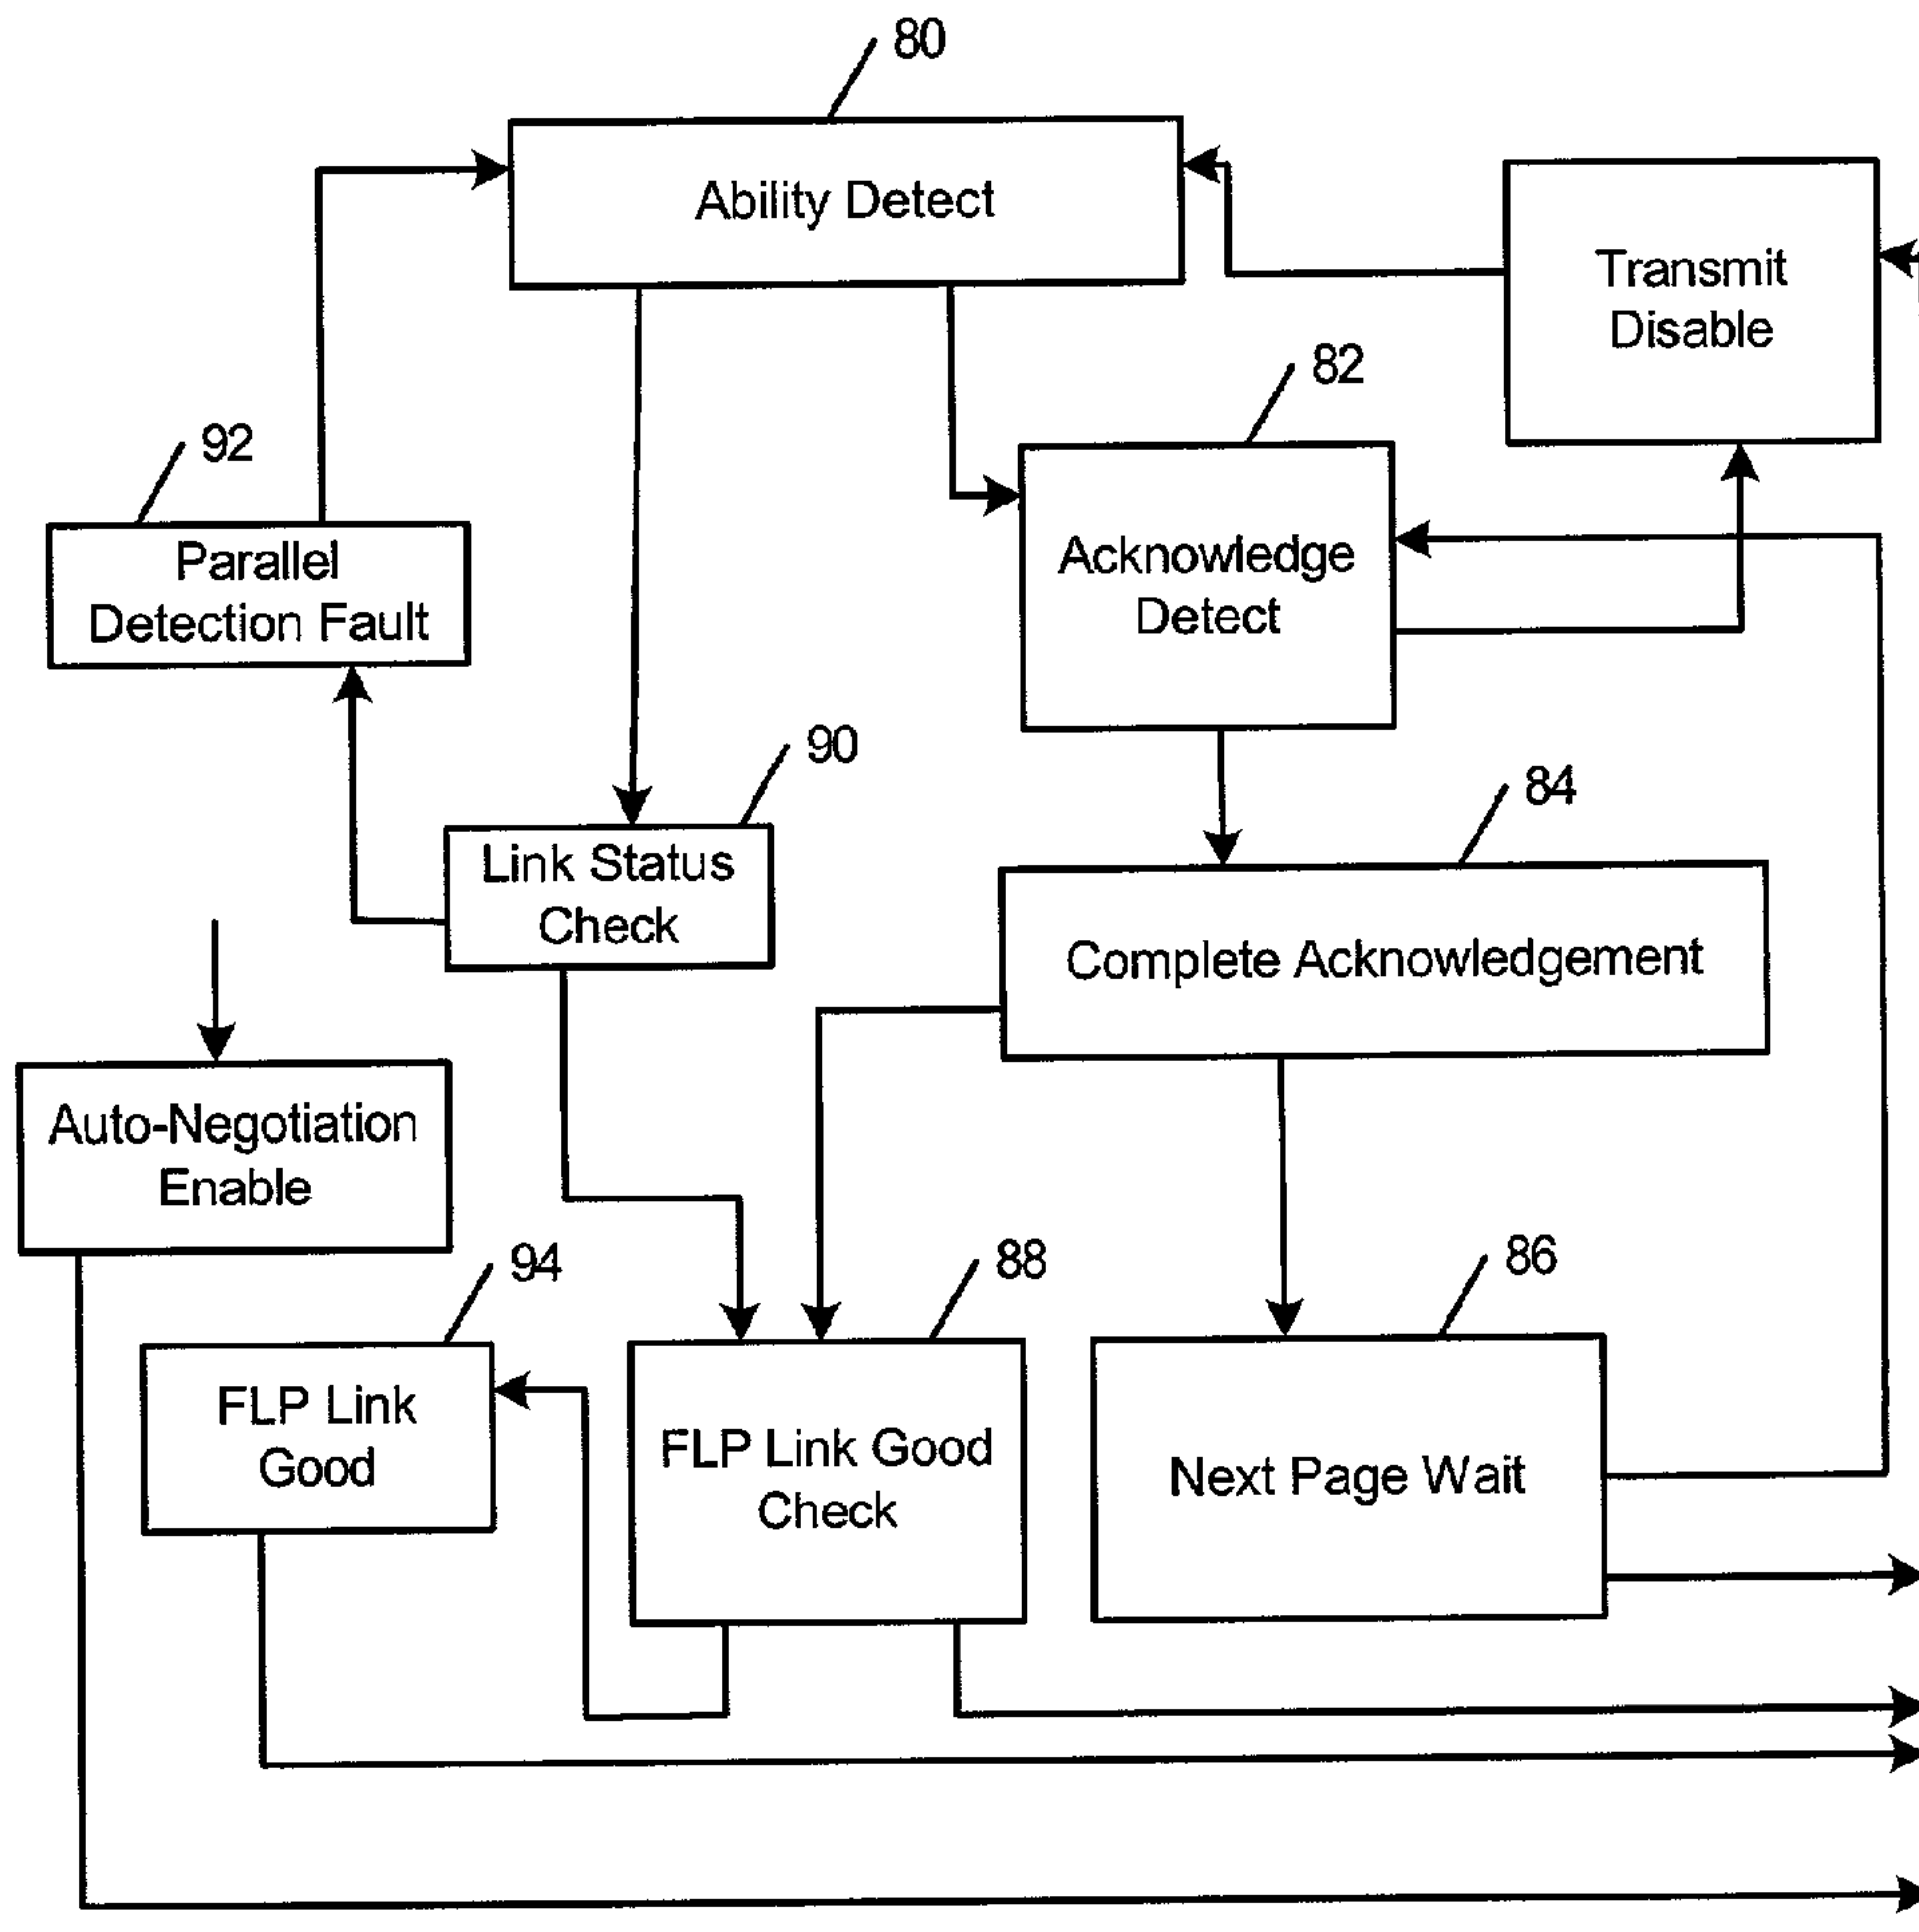 80
Ability Detect
Transmit
Disable
82
92
Parallel
Detection Fault
Acknowledge
Detect
90
84
Link Status
Check
Complete Acknowledgement
Auto-Negotiation
Enable
94
88
86
FLP Link
Good
FLP Link Good
Check
Next Page Wait